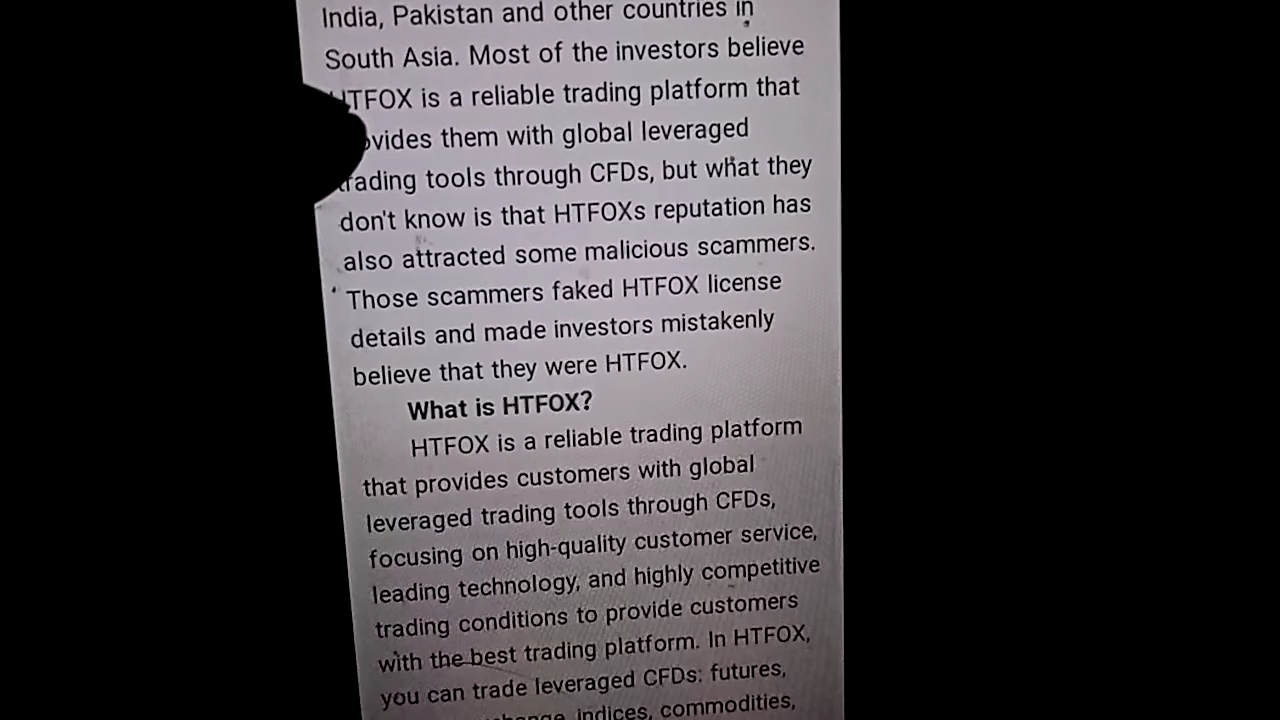 India, Pakistan and other countries in
South Asia. Most of the investors believe
HTFOX is a reliable trading platform that
them with global leveraged
trading tools through CFDs, but what they
don't know is that HTFOXs reputation has
also attracted some malicious scammers.
Those scammers faked HTFOX license
details and made investors mistakenly
believe that they were HTFOX.
What is HTFOX?
HTFOX is a reliable trading platform
that provides customers with global
leveraged trading tools through CFDs,
focusing on high-quality customer service,
leading technology, and highly competitive
trading conditions to provide customers
with the best trading platform. In HTFOX,
you can trade leveraged CFDs: futures,
indices, commodities,